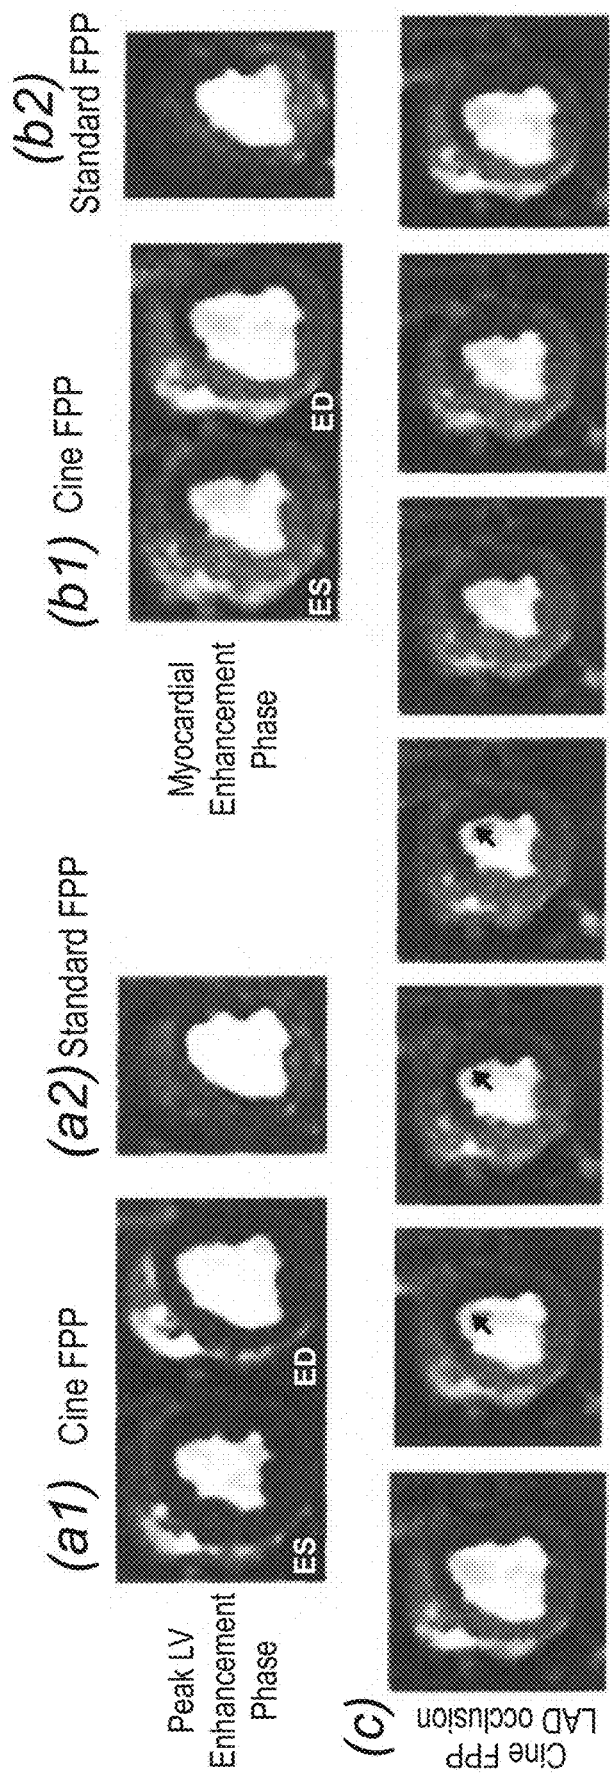 (a1) Cine FPP
(a2) Standard FPP
(b1) Cine FPP
(b2)
Standard FPP
Peak LV
Enhancement
Phase
ES
ED
Myocardial
Enhancement
Phase
ES
ED
(c)
Cine FPP
LAD occlusion